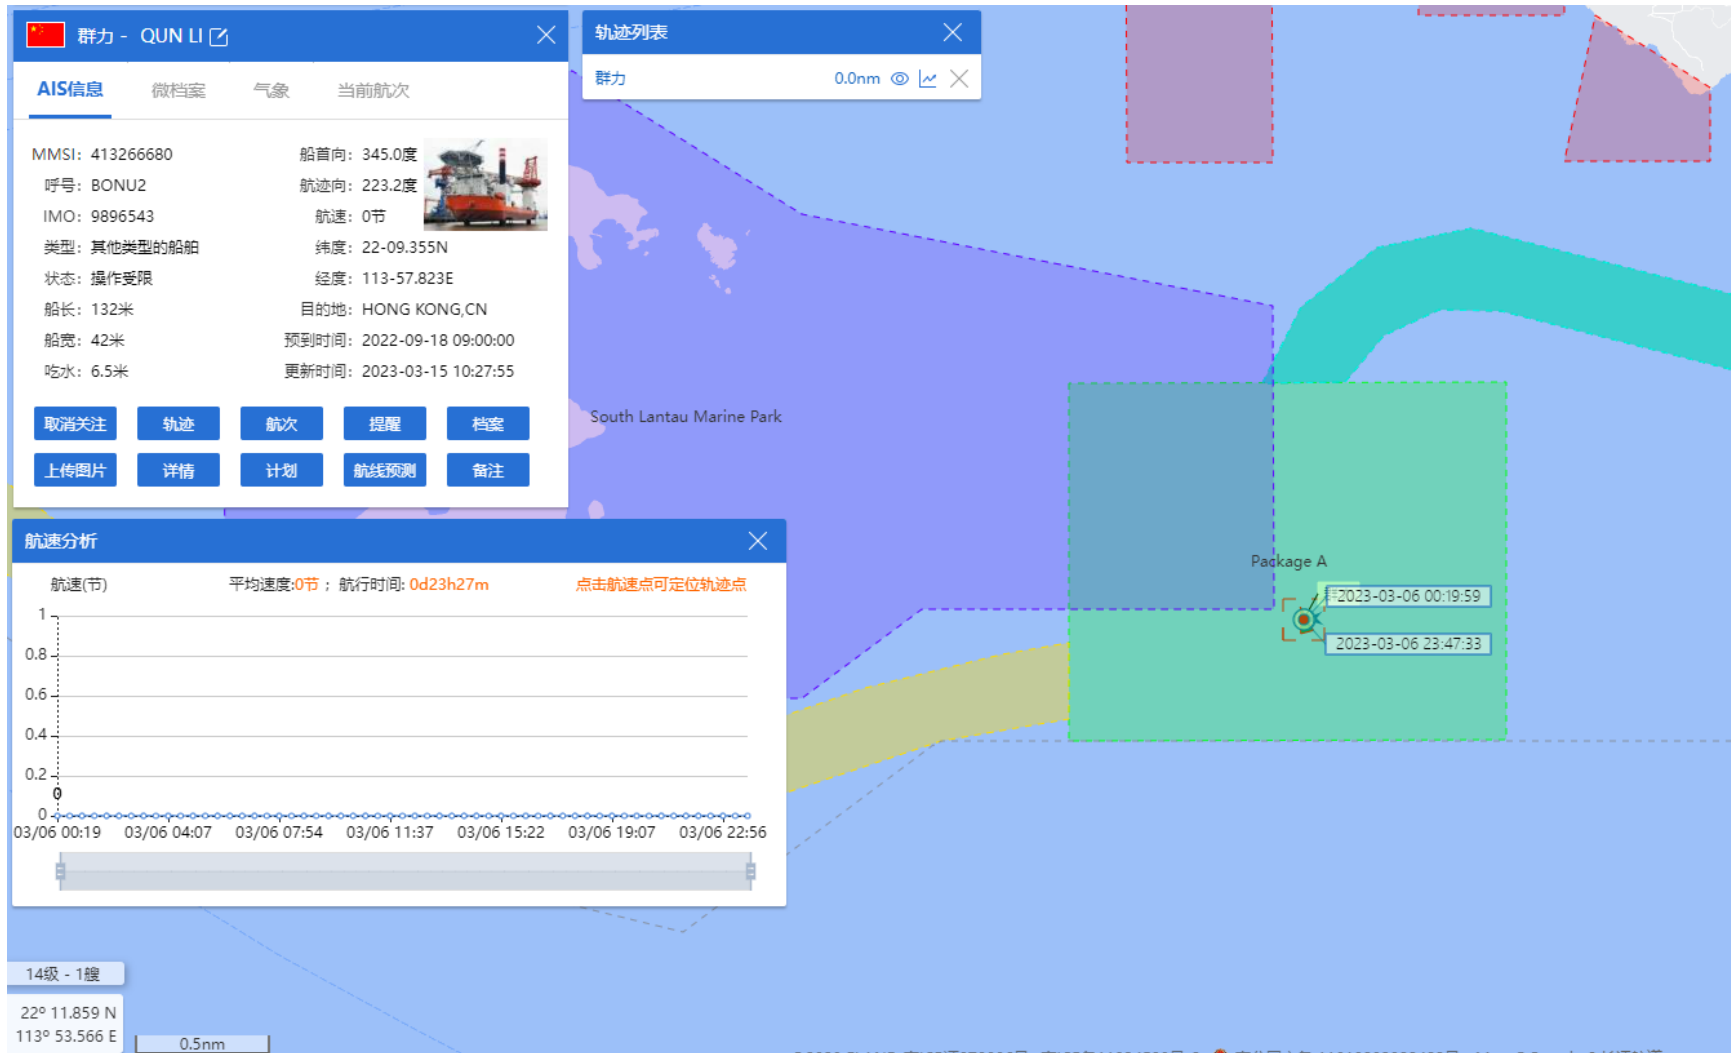 群力 - QUN LI
AIS信息 微档案 气象 当前航次
MMSI: 413266680 船首向: 345.0度
呼号: BONU2 航迹向: 223.2度
IMO: 9896543 航速: 0节
类型: 其他类型的船舶 纬度: 22-09.355N
状态: 操作受限 经度: 113-57.823E
船长: 132米 目的地: HONG KONG,CN
船宽: 42米 预到时间: 2022-09-18 09:00:00
吃水: 6.5米 更新时间: 2023-03-15 10:27:55
取消关注 轨迹 航次 提醒 档案
上传图片 详情 计划 航线预测 备注
轨迹列表
群力 0.0nm
South Lantau Marine Park
Package A
2023-03-06 00:19:59
2023-03-06 23:47:33
航速分析
航速(节) 平均速度:0节 ; 航行时间: 0d23h27m 点击航速点可定位轨迹点
1
0.8
0.6
0.4
0.2
0
0
03/06 00:19 03/06 04:07 03/06 07:54 03/06 11:37 03/06 15:22 03/06 19:07 03/06 22:56
14级 - 1艘
22° 11.859 N
113° 53.566 E
0.5nm